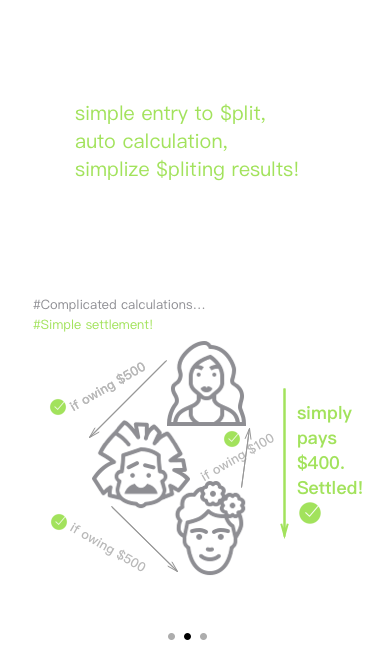 simple entry to $plit,
auto calculation,
simplize $pliting results!
#Complicated calculations...
#Simple settlement!
if owing $500
if owing $100
simply
pays
$400.
Settled!
if owing $500